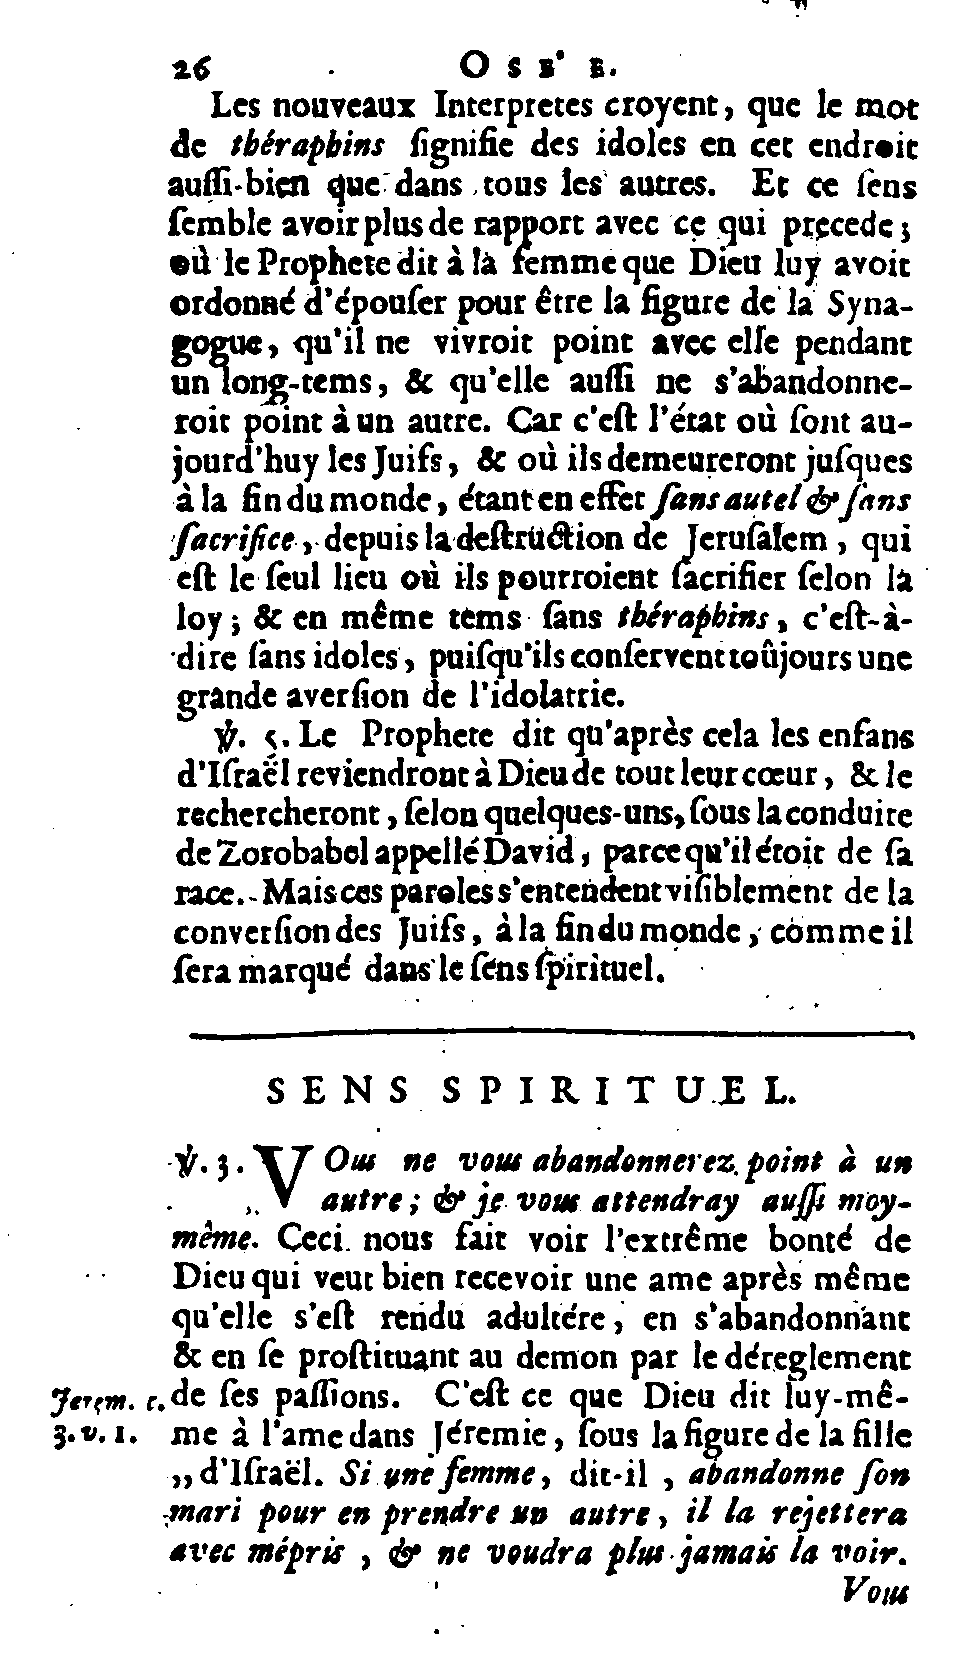 26 OSE'E.
Les nouveaux Interpretes croyent, que le mot
de théraphins ſignifie des idoles en cet endroit
auſſi-bien que dans tous les autres. Et ce ſens
ſemble avoir plus de rapport avec ce qui precede;
où le Prophete dit à la femme que Dieu luy avoit
ordonné d'épouſer pour être la figure de la Syna-
gogue, qu'il ne vivroit point avec elle pendant
un long-tems, & qu'elle auſſi ne s'abandonne-
roit point à un autre. Car c'eſt l'état où ſont au-
jourd'huy les Juifs, & où ils demeureront juſques
à la fin du monde, étant en effet ſans autel & ſans
ſacrifice, depuis la deſtruction de Jeruſalem, qui
eſt le ſeul lieu où ils pourroient ſacrifier ſelon la
loy; & en même tems ſans théraphins, c'eſt-à-
dire ſans idoles, puiſqu'ils conſervent toûjours une
grande averſion de l'idolatrie.
℣. 5. Le Prophete dit qu'après cela les enfans
d'Iſraël reviendront à Dieu de tout leur cœur, & le
rechercheront, ſelon quelques-uns, ſous la conduite
de Zorobabel appellé David, parce qu'il étoit de ſa
race. Mais ces paroles s'entendent viſiblement de la
converſion des Juifs, à la fin du monde, comme il
ſera marqué dans le ſens ſpirituel.
SENS SPIRITUEL.
℣. 3. VOus ne vous abandonnerez point à un
autre; & je vous attendray auſſi moy-
même. Ceci nous fait voir l'extrême bonté de
Dieu qui veut bien recevoir une ame après même
qu'elle s'eſt rendu adultére, en s'abandonnant
& en ſe proſtituant au demon par le déreglement
Jerem. c. de ſes paſſions. C'eſt ce que Dieu dit luy-mê-
3. v. 1. me à l'ame dans Jéremie, ſous la figure de la fille
„ d'Iſraël. Si une femme, dit-il, abandonne ſon
mari pour en prendre un autre, il la rejettera
avec mépris, & ne voudra plus jamais la voir.
Vous